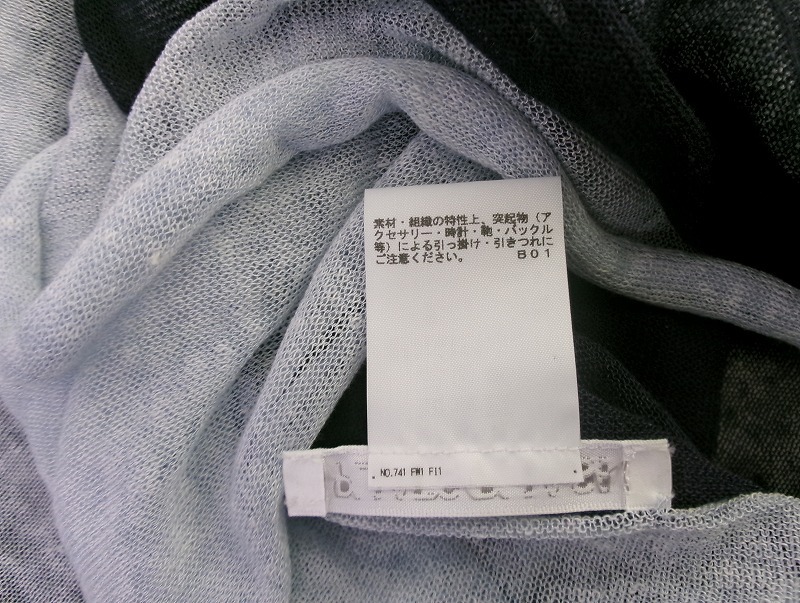 素材・組織の特性上、突起物（ア
クセサリー・時計・鞄・バックル
等）による引っ掛け・引きつれに
ご注意ください。 B01
NO.741 FW1 FI1